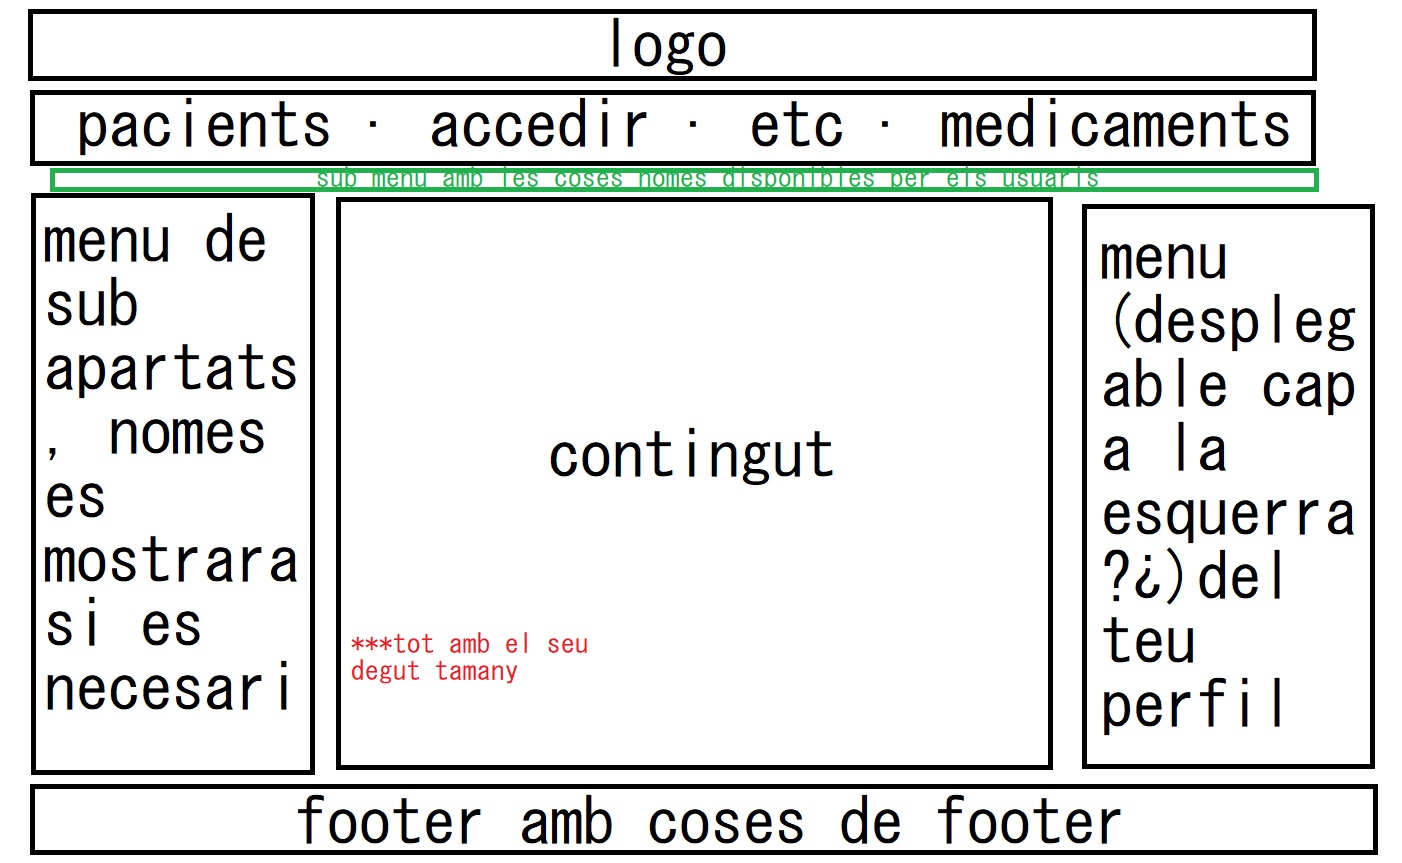 logo
pacients · accedir · etc · medicaments
sub menu amb les coses nomes disponibles per els usuaris
menu de
sub
apartats
, nomes
es
mostrara
si es
necesari
contingut
***tot amb el seu
degut tamany
menu
(despleg
able cap
a la
esquerra
?¿)del
teu
perfil
footer amb coses de footer